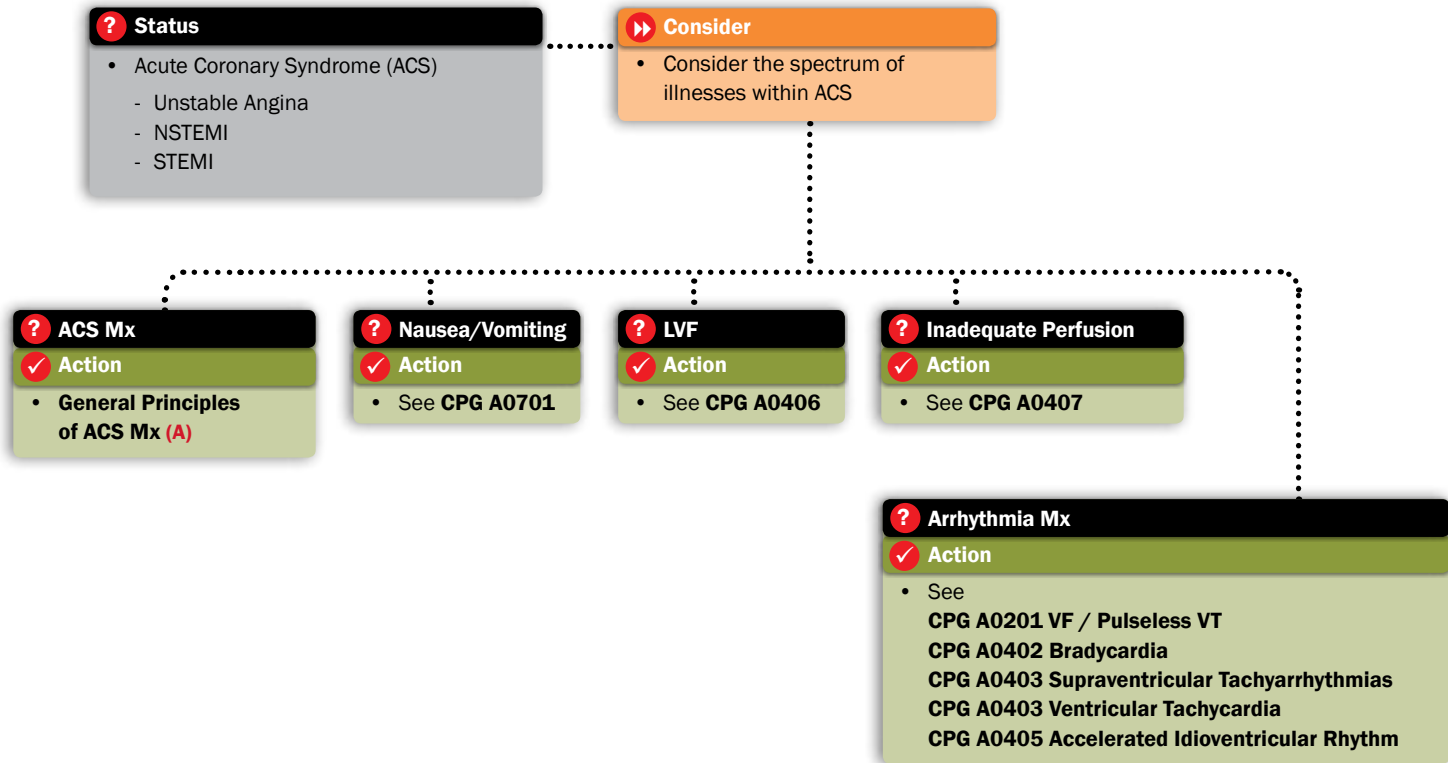 ? Status
• Acute Coronary Syndrome (ACS)
- Unstable Angina
- NSTEMI
- STEMI
Consider
• Consider the spectrum of
illnesses within ACS
? ACS Mx
✓ Action
• General Principles
of ACS Mx (A)
? Nausea/Vomiting
✓ Action
• See CPG A0701
? LVF
✓ Action
• See CPG A0406
? Inadequate Perfusion
✓ Action
• See CPG A0407
? Arrhythmia Mx
✓ Action
• See
CPG A0201 VF / Pulseless VT
CPG A0402 Bradycardia
CPG A0403 Supraventricular Tachyarrhythmias
CPG A0403 Ventricular Tachycardia
CPG A0405 Accelerated Idioventricular Rhythm